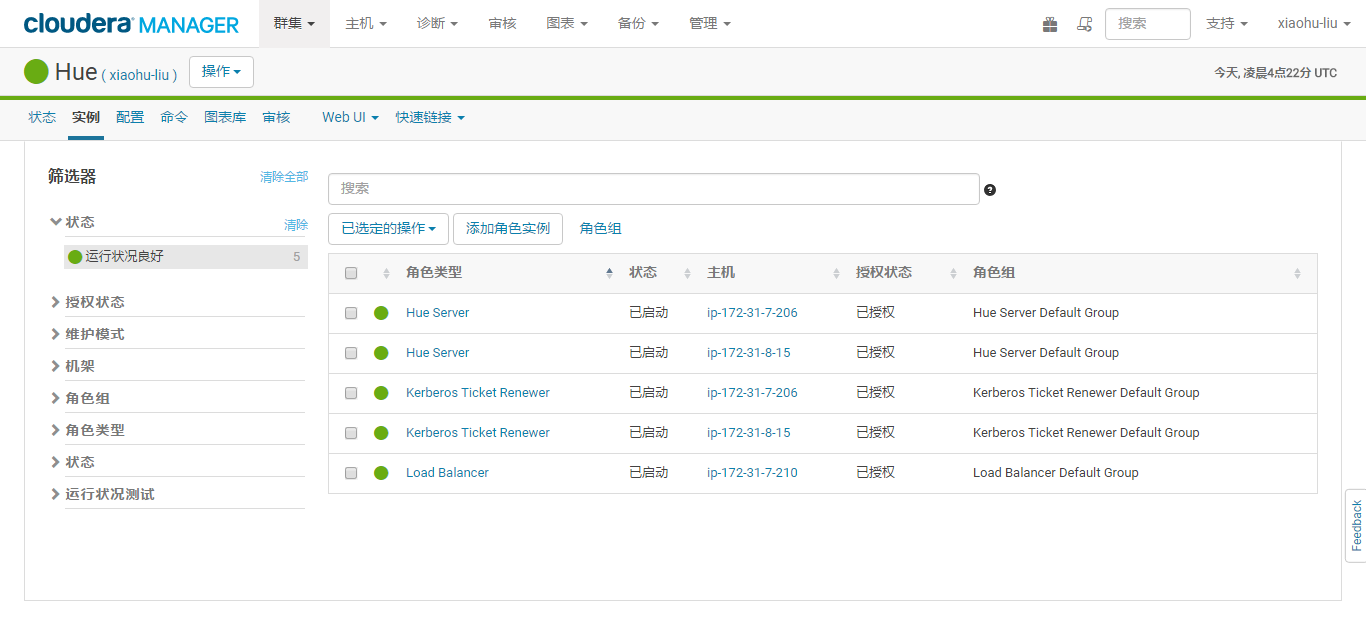 cloudera MANAGER 群集 主机 诊断 审核 图表 备份 管理 搜索 支持 xiaohu-liu
Hue ( xiaohu-liu ) 操作 今天, 凌晨4点22分 UTC
状态 实例 配置 命令 图表库 审核 Web UI 快速链接
筛选器 清除全部
状态 清除
运行状况良好 5
授权状态
维护模式
机架
角色组
角色类型
状态
运行状况测试
搜索 ?
已选定的操作 添加角色实例 角色组
角色类型 状态 主机 授权状态 角色组
Hue Server 已启动 ip-172-31-7-206 已授权 Hue Server Default Group
Hue Server 已启动 ip-172-31-8-15 已授权 Hue Server Default Group
Kerberos Ticket Renewer 已启动 ip-172-31-7-206 已授权 Kerberos Ticket Renewer Default Group
Kerberos Ticket Renewer 已启动 ip-172-31-8-15 已授权 Kerberos Ticket Renewer Default Group
Load Balancer 已启动 ip-172-31-7-210 已授权 Load Balancer Default Group
Feedback